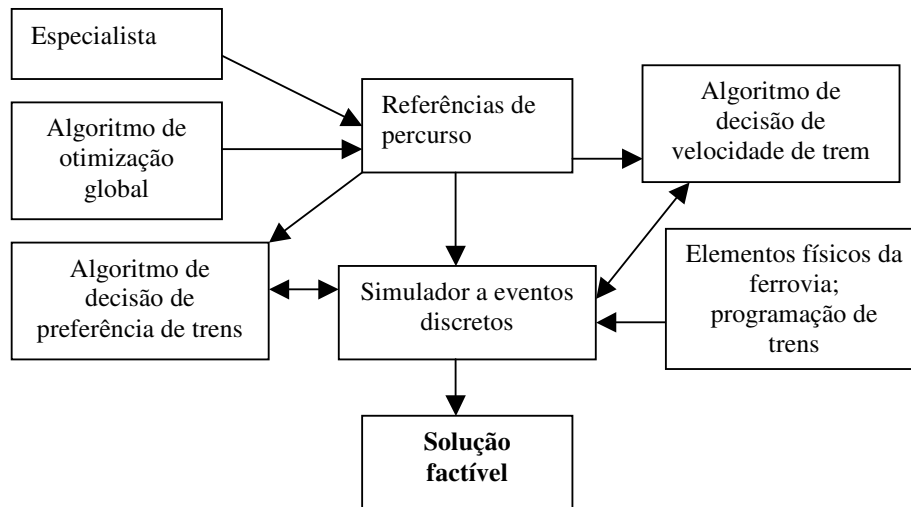 Especialista
Referências de
percurso
Algoritmo de
decisão de
velocidade de trem
Algoritmo de
otimização
global
Algoritmo de
decisão de
preferência de trens
Simulador a eventos
discretos
Elementos físicos da
ferrovia;
programação de
trens
Solução
factível